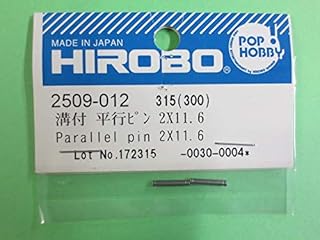 MADE IN JAPAN
HIROBO®
POP
HOBBY
2509-012 315(300)
溝付 平行ピン 2X11.6
Parallel pin 2X11.6
Lot No.172315 -0030-0004*